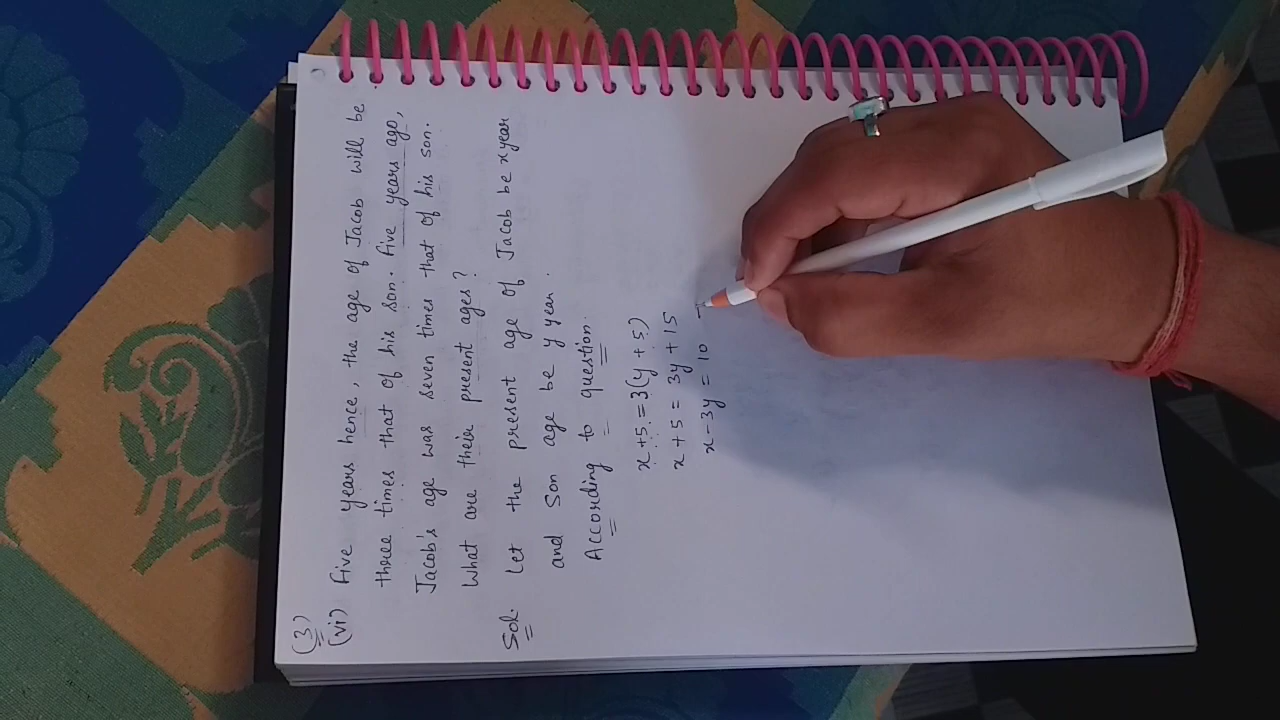 (3)
(vi) Five years hence, the age of Jacob will be
three times that of his son. Five years ago,
Jacob's age was seven times that of his son.
What are their present ages?
Sol. Let the present age of Jacob be x year
and son age be y year.
According to question.
x + 5 = 3(y + 5)
x + 5 = 3y + 15
x - 3y = 10